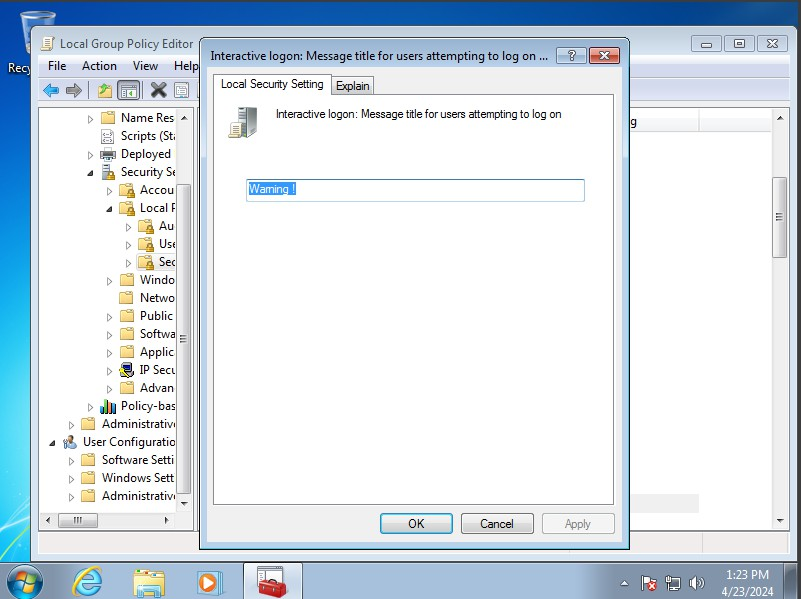 Recy
Local Group Policy Editor
File Action View Help
Name Res
Scripts (Sta
Deployed
Security Se
Accou
Local P
Au
Use
Sec
Windo
Netwo
Public
Softwa
Applic
IP Secu
Advan
Policy-bas
Administrative
User Configuratio
Software Setti
Windows Sett
Administrative
g
Interactive logon: Message title for users attempting to log on ...
Local Security Setting
Explain
Interactive logon: Message title for users attempting to log on
Warning !
OK
Cancel
Apply
1:23 PM
4/23/2024